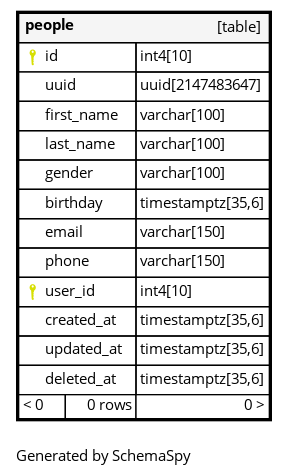 people [table]
id int4[10]
uuid uuid[2147483647]
first_name varchar[100]
last_name varchar[100]
gender varchar[100]
birthday timestamptz[35,6]
email varchar[150]
phone varchar[150]
user_id int4[10]
created_at timestamptz[35,6]
updated_at timestamptz[35,6]
deleted_at timestamptz[35,6]
< 0 0 rows 0 >
Generated by SchemaSpy